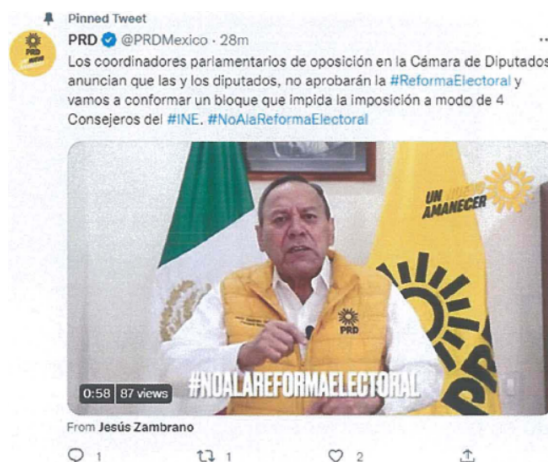 Pinned Tweet
PRD @PRDMexico · 28m
Los coordinadores parlamentarios de oposición en la Cámara de Diputados
anuncian que las y los diputados, no aprobarán la #ReformaElectoral y
vamos a conformar un bloque que impida la imposición a modo de 4
Consejeros del #INE. #NoAlaReformaElectoral
PRD
UN
AMANECER
PRD
PRD
#NOALAREFORMAELECTORAL
0:58 87 views
From Jesús Zambrano
1 1 2